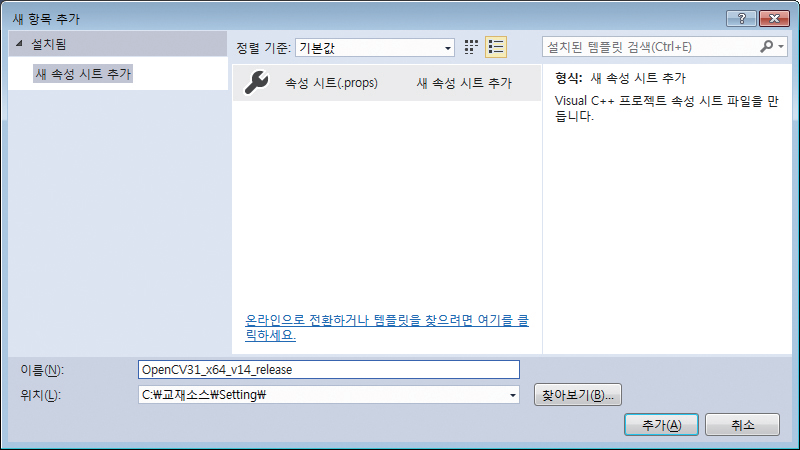 새 항목 추가
설치됨
새 속성 시트 추가
정렬 기준: 기본값
설치된 템플릿 검색(Ctrl+E)
속성 시트(.props) 새 속성 시트 추가
형식: 새 속성 시트 추가
Visual C++ 프로젝트 속성 시트 파일을 만
듭니다.
온라인으로 전환하거나 템플릿을 찾으려면 여기를 클
릭하세요.
이름(N): OpenCV31_x64_v14_release
위치(L): C:₩교재소스₩Setting₩
찾아보기(B)...
추가(A) 취소